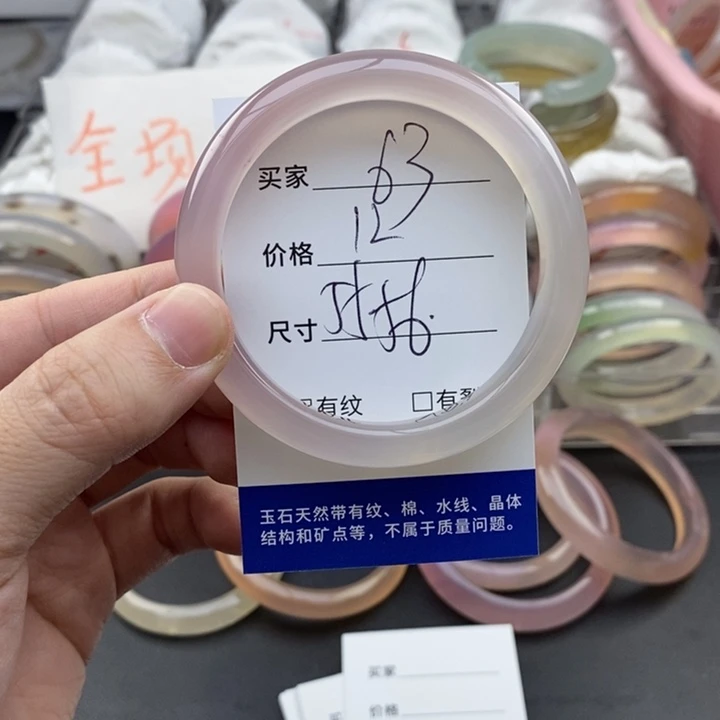 买家 63
价格 12
尺寸
有纹 □有裂
玉石天然带有纹、棉、水线、晶体
结构和矿点等，不属于质量问题。
买家
价格